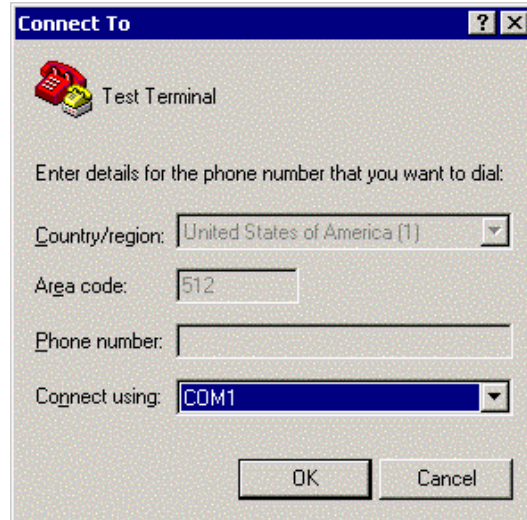 Connect To
Test Terminal
Enter details for the phone number that you want to dial:
Country/region: United States of America (1)
Area code: 512
Phone number:
Connect using: COM1
OK Cancel